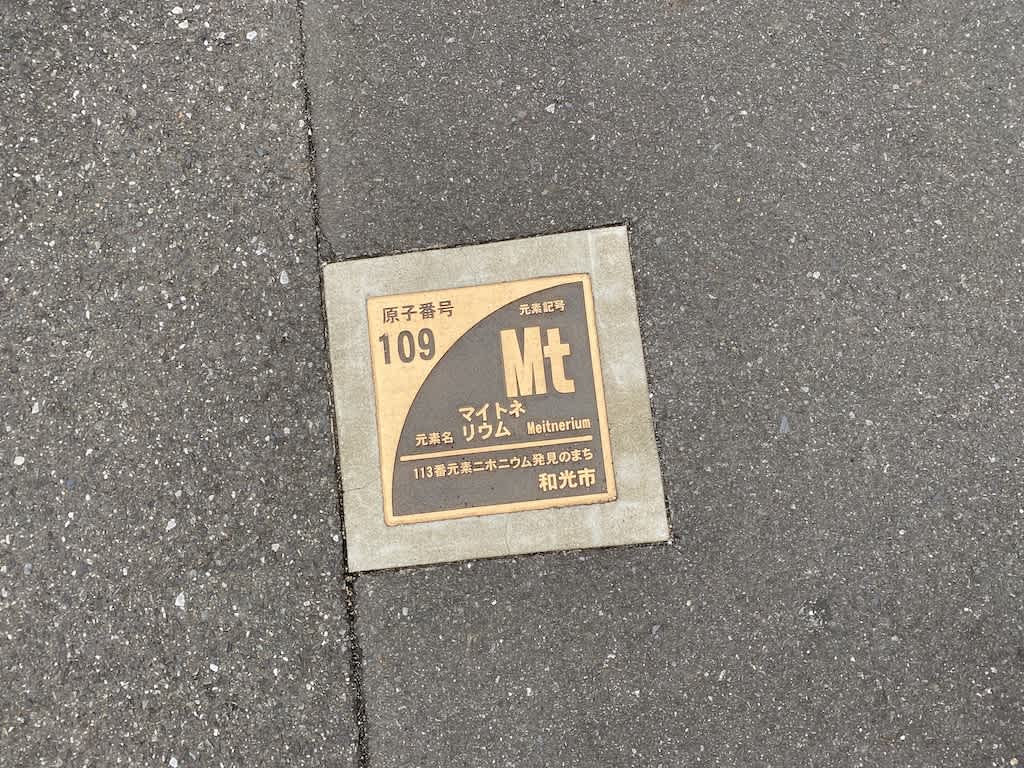 原子番号
109
元素記号
Mt
元素名 マイトネ
リウム Meitnerium
113番元素ニホニウム発見のまち
和光市